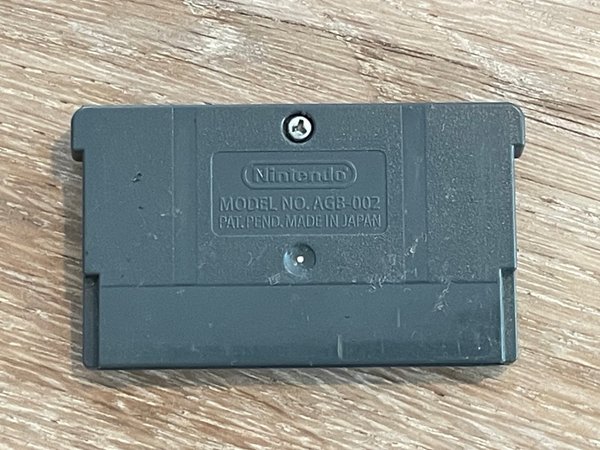 Nintendo
MODEL NO. AGB-002
PAT. PEND. MADE IN JAPAN